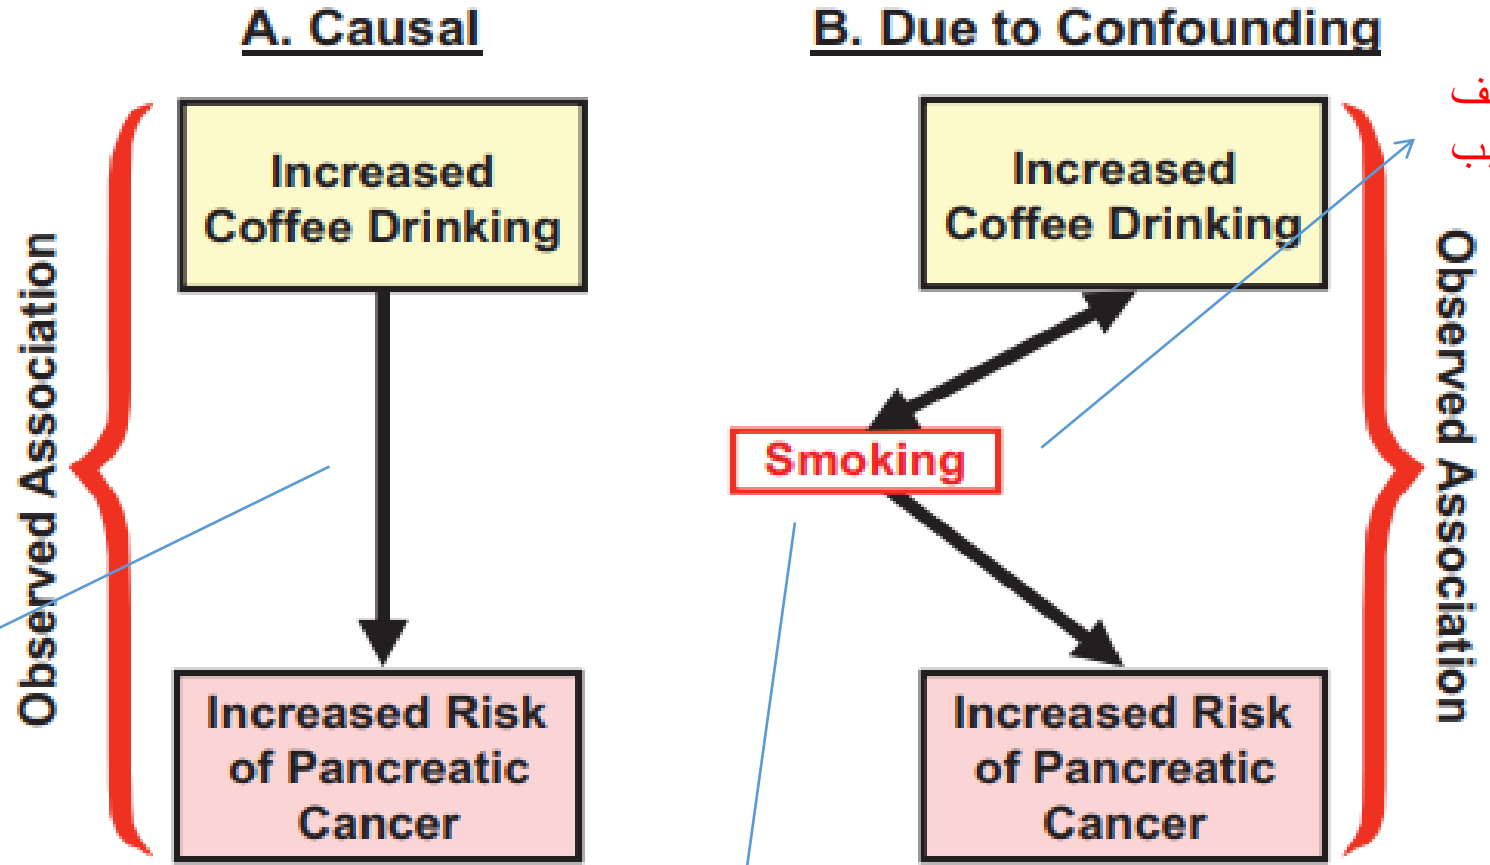 A. Causal
B. Due to Confounding
Observed Association
Increased
Coffee Drinking
Increased Risk
of Pancreatic
Cancer
Increased
Coffee Drinking
Smoking
Increased Risk
of Pancreatic
Cancer
Observed Association